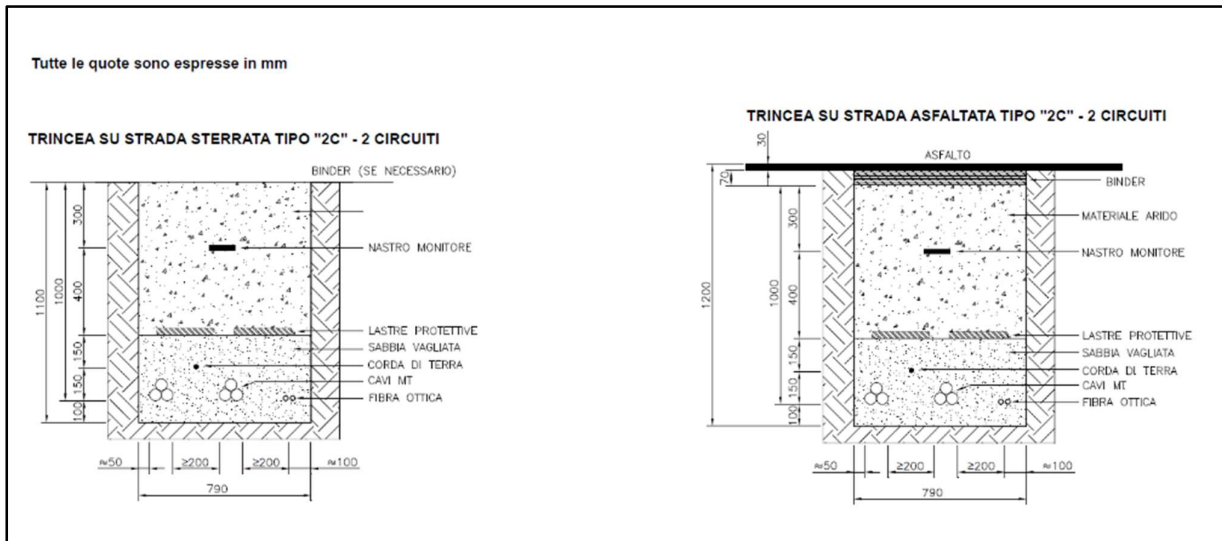 Tutte le quote sono espresse in mm
TRINCEA SU STRADA STERRATA TIPO "2C" - 2 CIRCUITI
BINDER (SE NECESSARIO)
300
NASTRO MONITORE
1100
1000
400
LASTRE PROTETTIVE
SABBIA VAGLIATA
150
CORDA DI TERRA
CAVI MT
150
FIBRA OTTICA
100
≈50
≥200
≥200
≈100
790
TRINCEA SU STRADA ASFALTATA TIPO "2C" - 2 CIRCUITI
30
ASFALTO
70
BINDER
300
MATERIALE ARIDO
NASTRO MONITORE
1200
1000
400
LASTRE PROTETTIVE
SABBIA VAGLIATA
150
CORDA DI TERRA
CAVI MT
150
FIBRA OTTICA
100
≈50
≥200
≥200
≈100
790